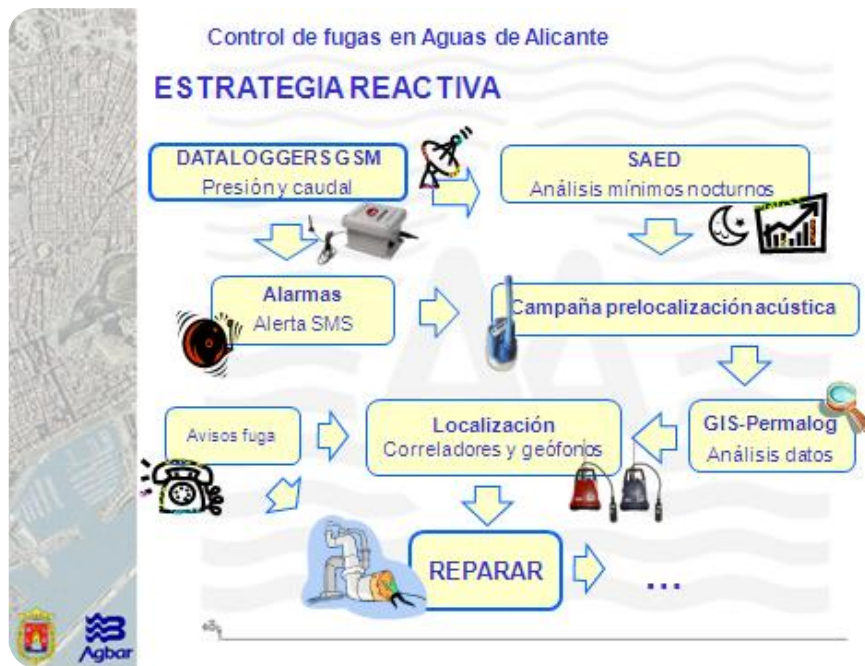 Control de fugas en Aguas de Alicante
ESTRATEGIA REACTIVA
DATALOGGERS GSM
Presión y caudal
SAED
Análisis mínimos nocturnos
Alarmas
Alerta SMS
Campaña prelocalización acústica
Avisos fuga
Localización
Correladores y geófonos
GIS-Permalog
Análisis datos
REPARAR
...
Agbar